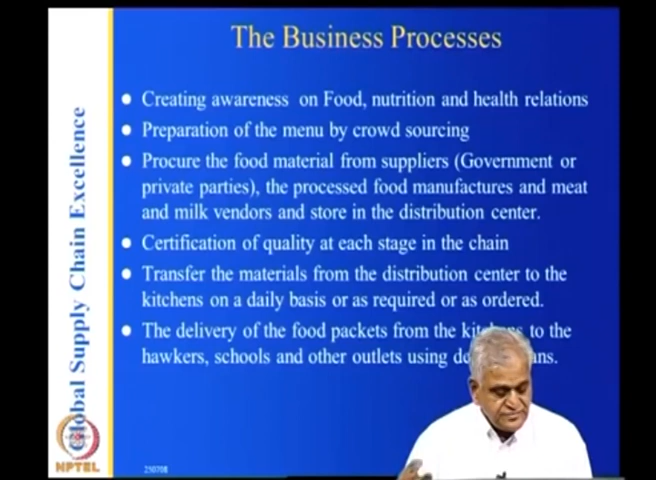 The Business Processes
Creating awareness on Food, nutrition and health relations
Preparation of the menu by crowd sourcing
Procure the food material from suppliers (Government or
private parties), the processed food manufactures and meat
and milk vendors and store in the distribution center.
Certification of quality at each stage in the chain
Transfer the materials from the distribution center to the
kitchens on a daily basis or as required or as ordered.
The delivery of the food packets from the to the
hawkers, schools and other outlets using
Global Supply Chain Excellence
NPTEL
250708